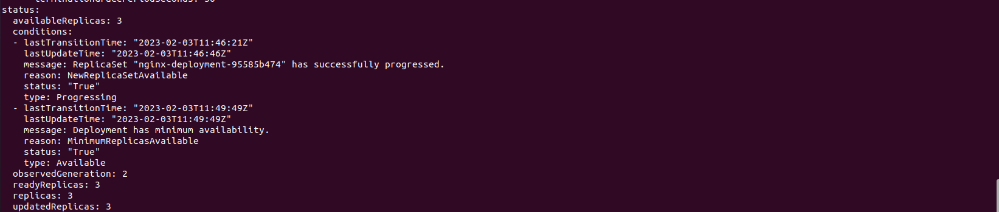 terminationGracePeriodSeconds: 30
status:
  availableReplicas: 3
  conditions:
  - lastTransitionTime: "2023-02-03T11:46:21Z"
    lastUpdateTime: "2023-02-03T11:46:46Z"
    message: ReplicaSet "nginx-deployment-95585b474" has successfully progressed.
    reason: NewReplicaSetAvailable
    status: "True"
    type: Progressing
  - lastTransitionTime: "2023-02-03T11:49:49Z"
    lastUpdateTime: "2023-02-03T11:49:49Z"
    message: Deployment has minimum availability.
    reason: MinimumReplicasAvailable
    status: "True"
    type: Available
  observedGeneration: 2
  readyReplicas: 3
  replicas: 3
  updatedReplicas: 3